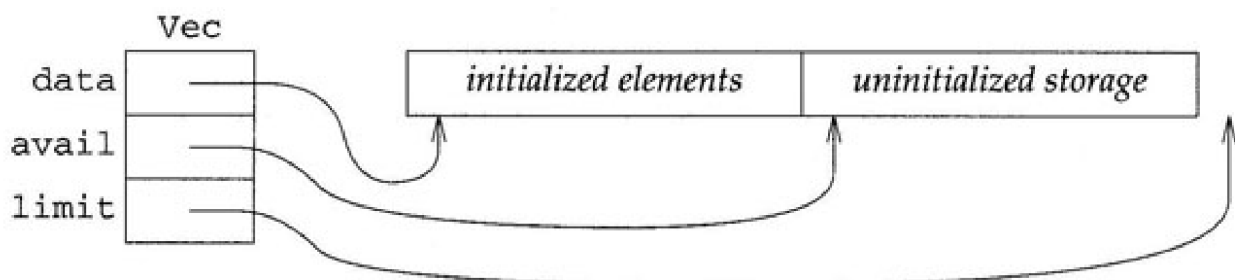 Vec
data
initialized elements
uninitialized storage
avail
limit